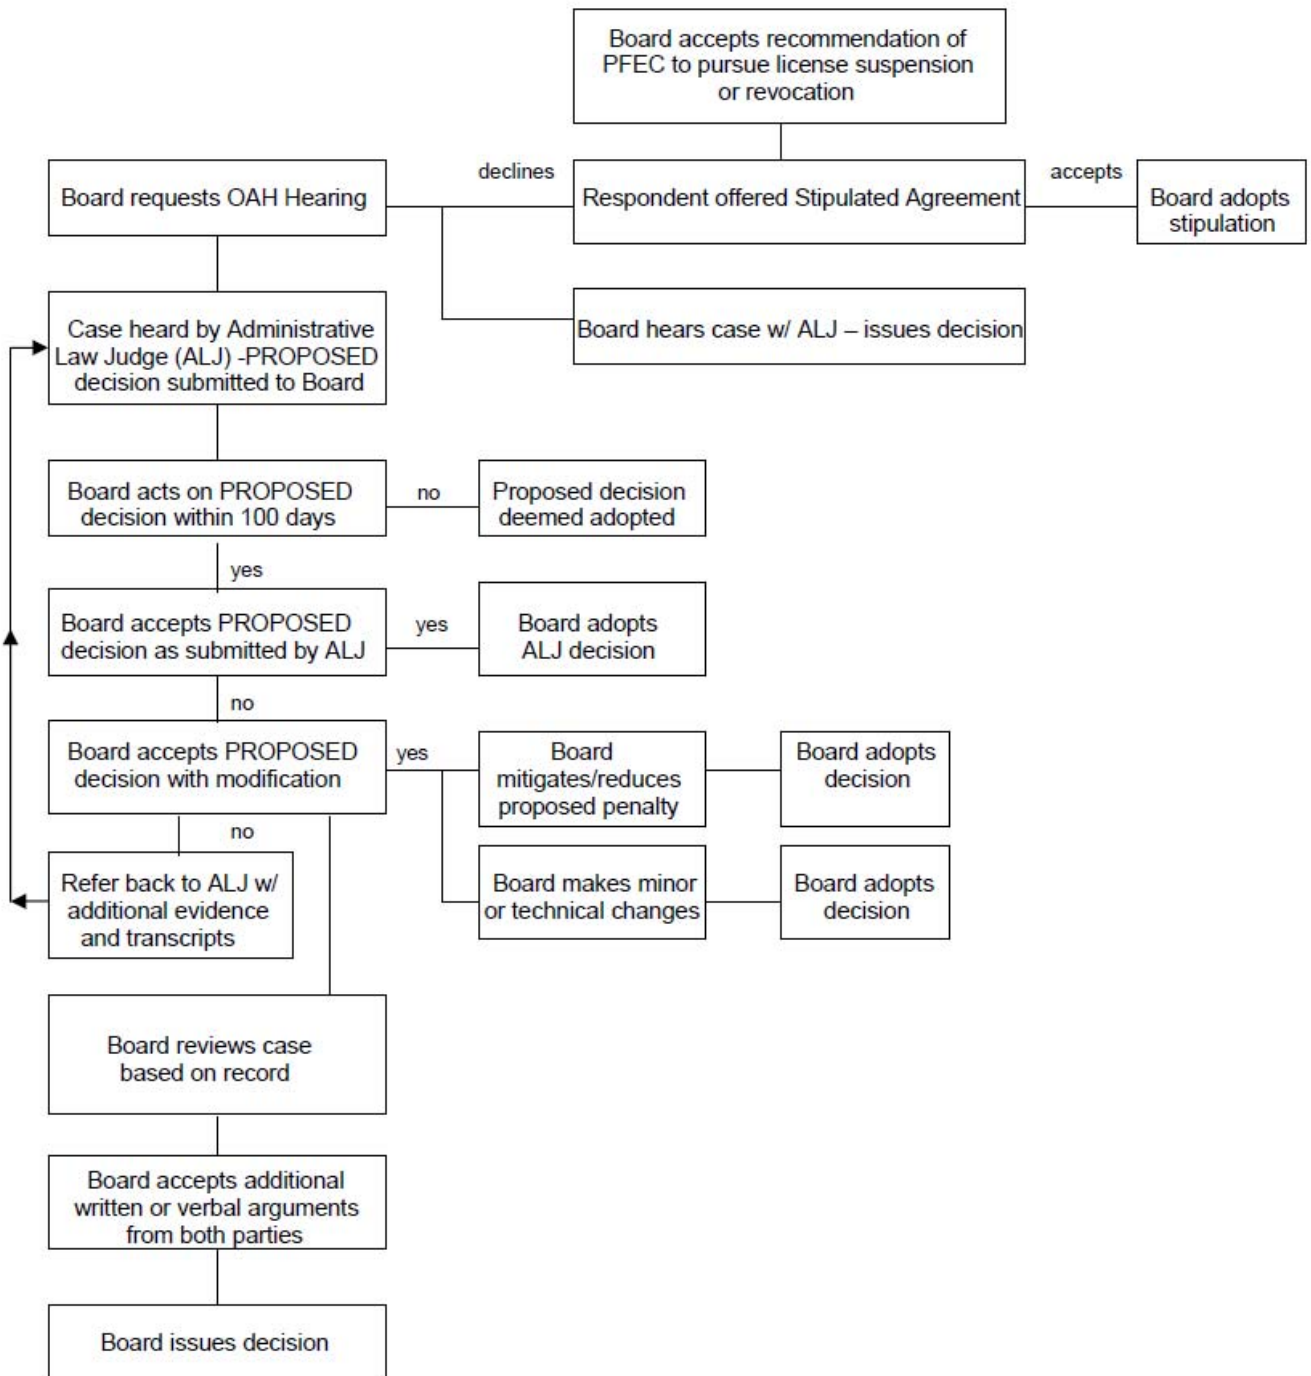 Board accepts recommendation of
PFEC to pursue license suspension
or revocation
declines
accepts
Board requests OAH Hearing
Respondent offered Stipulated Agreement
Board adopts
stipulation
Case heard by Administrative
Law Judge (ALJ) -PROPOSED
decision submitted to Board
Board hears case w/ ALJ – issues decision
Board acts on PROPOSED
decision within 100 days
no
Proposed decision
deemed adopted
yes
Board accepts PROPOSED
decision as submitted by ALJ
yes
Board adopts
ALJ decision
no
Board accepts PROPOSED
decision with modification
yes
Board
mitigates/reduces
proposed penalty
Board adopts
decision
no
Refer back to ALJ w/
additional evidence
and transcripts
Board makes minor
or technical changes
Board adopts
decision
Board reviews case
based on record
Board accepts additional
written or verbal arguments
from both parties
Board issues decision